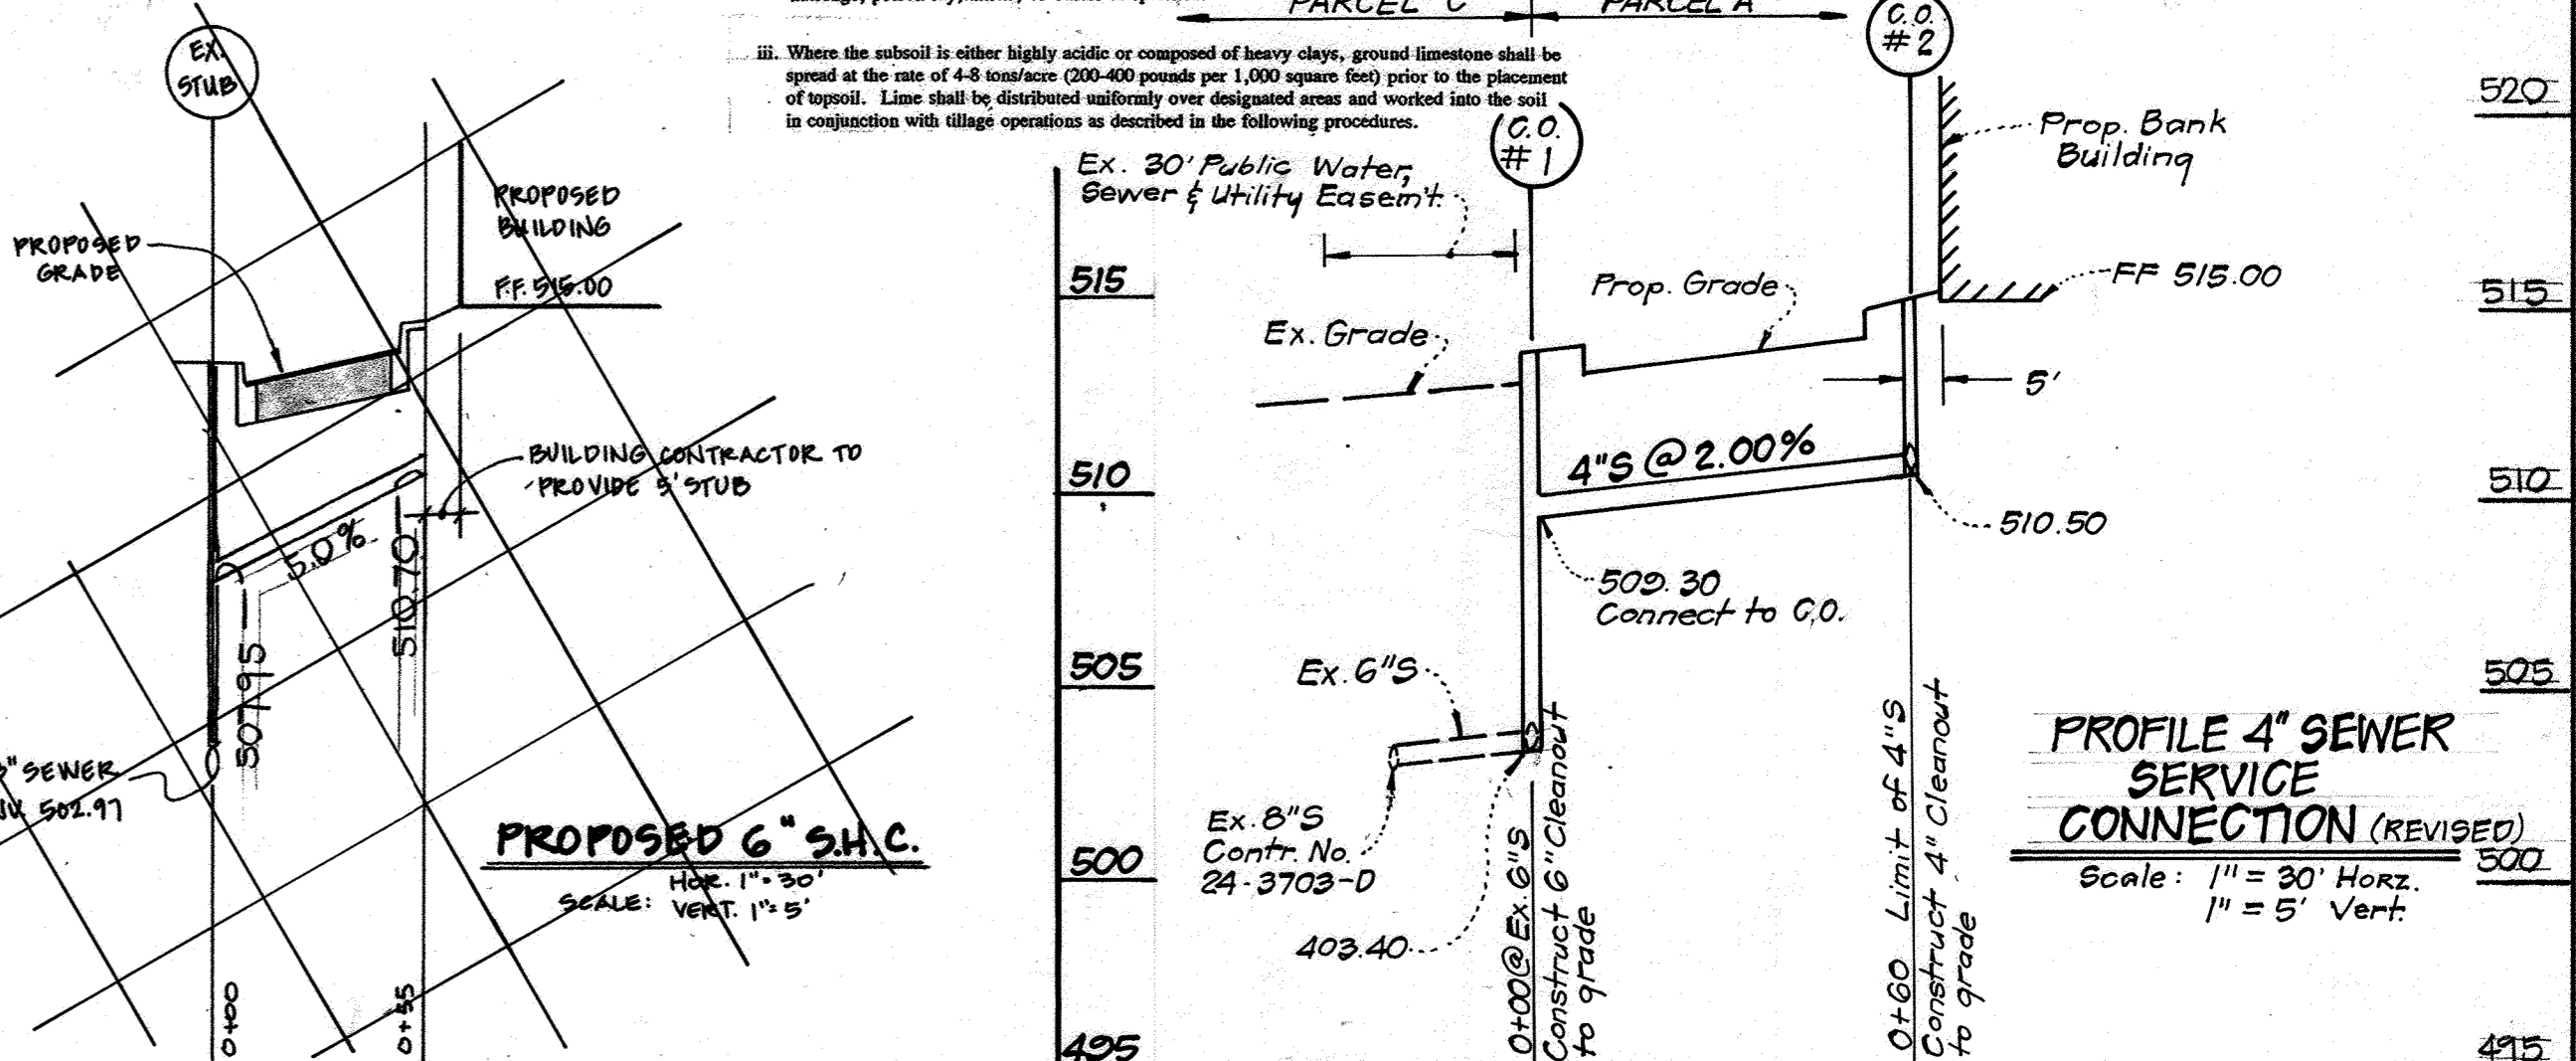 PARCEL C
PARCEL A
iii. Where the subsoil is either highly acidic or composed of heavy clays, ground limestone shall be
spread at the rate of 4-8 tons/acre (200-400 pounds per 1,000 square feet) prior to the placement
of topsoil. Lime shall be distributed uniformly over designated areas and worked into the soil
in conjunction with tillage operations as described in the following procedures.
EX.
STUB
PROPOSED
GRADE
PROPOSED
BUILDING
F.F. 515.00
BUILDING CONTRACTOR TO
PROVIDE 5' STUB
5.0%
507.95
510.70
" SEWER
502.97
PROPOSED 6" S.H.C.
SCALE:
HOR. 1"=30'
VERT. 1"=5'
0+00
0+55
C.O.
#1
C.O.
#2
Ex. 30' Public Water,
Sewer & Utility Easem't.
515
510
505
500
495
Ex. Grade
Prop. Grade
Prop. Bank
Building
FF 515.00
5'
4"S @ 2.00%
510.50
509.30
Connect to C.O.
Ex. 6"S
Ex. 8"S
Contr. No.
24-3703-D
403.40
0+00@Ex.6"S
Construct 6"Cleanout
to grade
0+60 Limit of 4"S
Construct 4" Cleanout
to grade
520
515
510
505
500
495
PROFILE 4" SEWER
SERVICE
CONNECTION (REVISED)
Scale: 1" = 30' HORZ.
1" = 5' Vert.